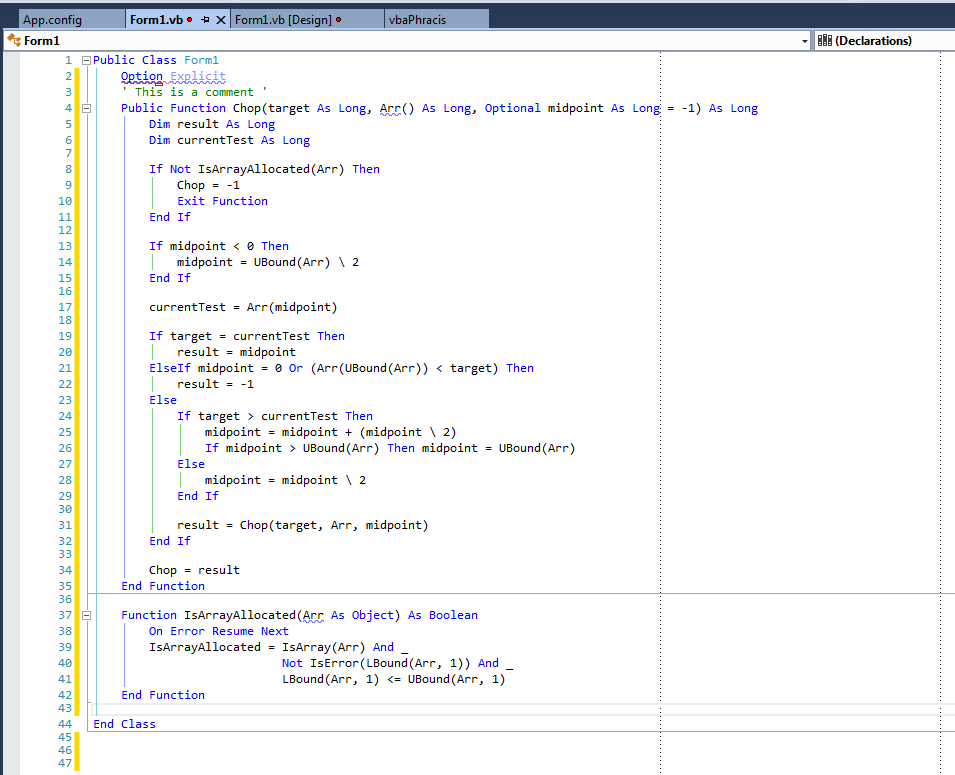 App.config Form1.vb Form1.vb [Design] vbaPhracis
Form1 (Declarations)
1 Public Class Form1
2 Option Explicit
3 ' This is a comment '
4 Public Function Chop(target As Long, Arr() As Long, Optional midpoint As Long = -1) As Long
5 Dim result As Long
6 Dim currentTest As Long
7
8 If Not IsArrayAllocated(Arr) Then
9 Chop = -1
10 Exit Function
11 End If
12
13 If midpoint < 0 Then
14 midpoint = UBound(Arr) \ 2
15 End If
16
17 currentTest = Arr(midpoint)
18
19 If target = currentTest Then
20 result = midpoint
21 ElseIf midpoint = 0 Or (Arr(UBound(Arr)) < target) Then
22 result = -1
23 Else
24 If target > currentTest Then
25 midpoint = midpoint + (midpoint \ 2)
26 If midpoint > UBound(Arr) Then midpoint = UBound(Arr)
27 Else
28 midpoint = midpoint \ 2
29 End If
30
31 result = Chop(target, Arr, midpoint)
32 End If
33
34 Chop = result
35 End Function
36
37 Function IsArrayAllocated(Arr As Object) As Boolean
38 On Error Resume Next
39 IsArrayAllocated = IsArray(Arr) And _
40 Not IsError(LBound(Arr, 1)) And _
41 LBound(Arr, 1) <= UBound(Arr, 1)
42 End Function
43
44 End Class
45
46
47